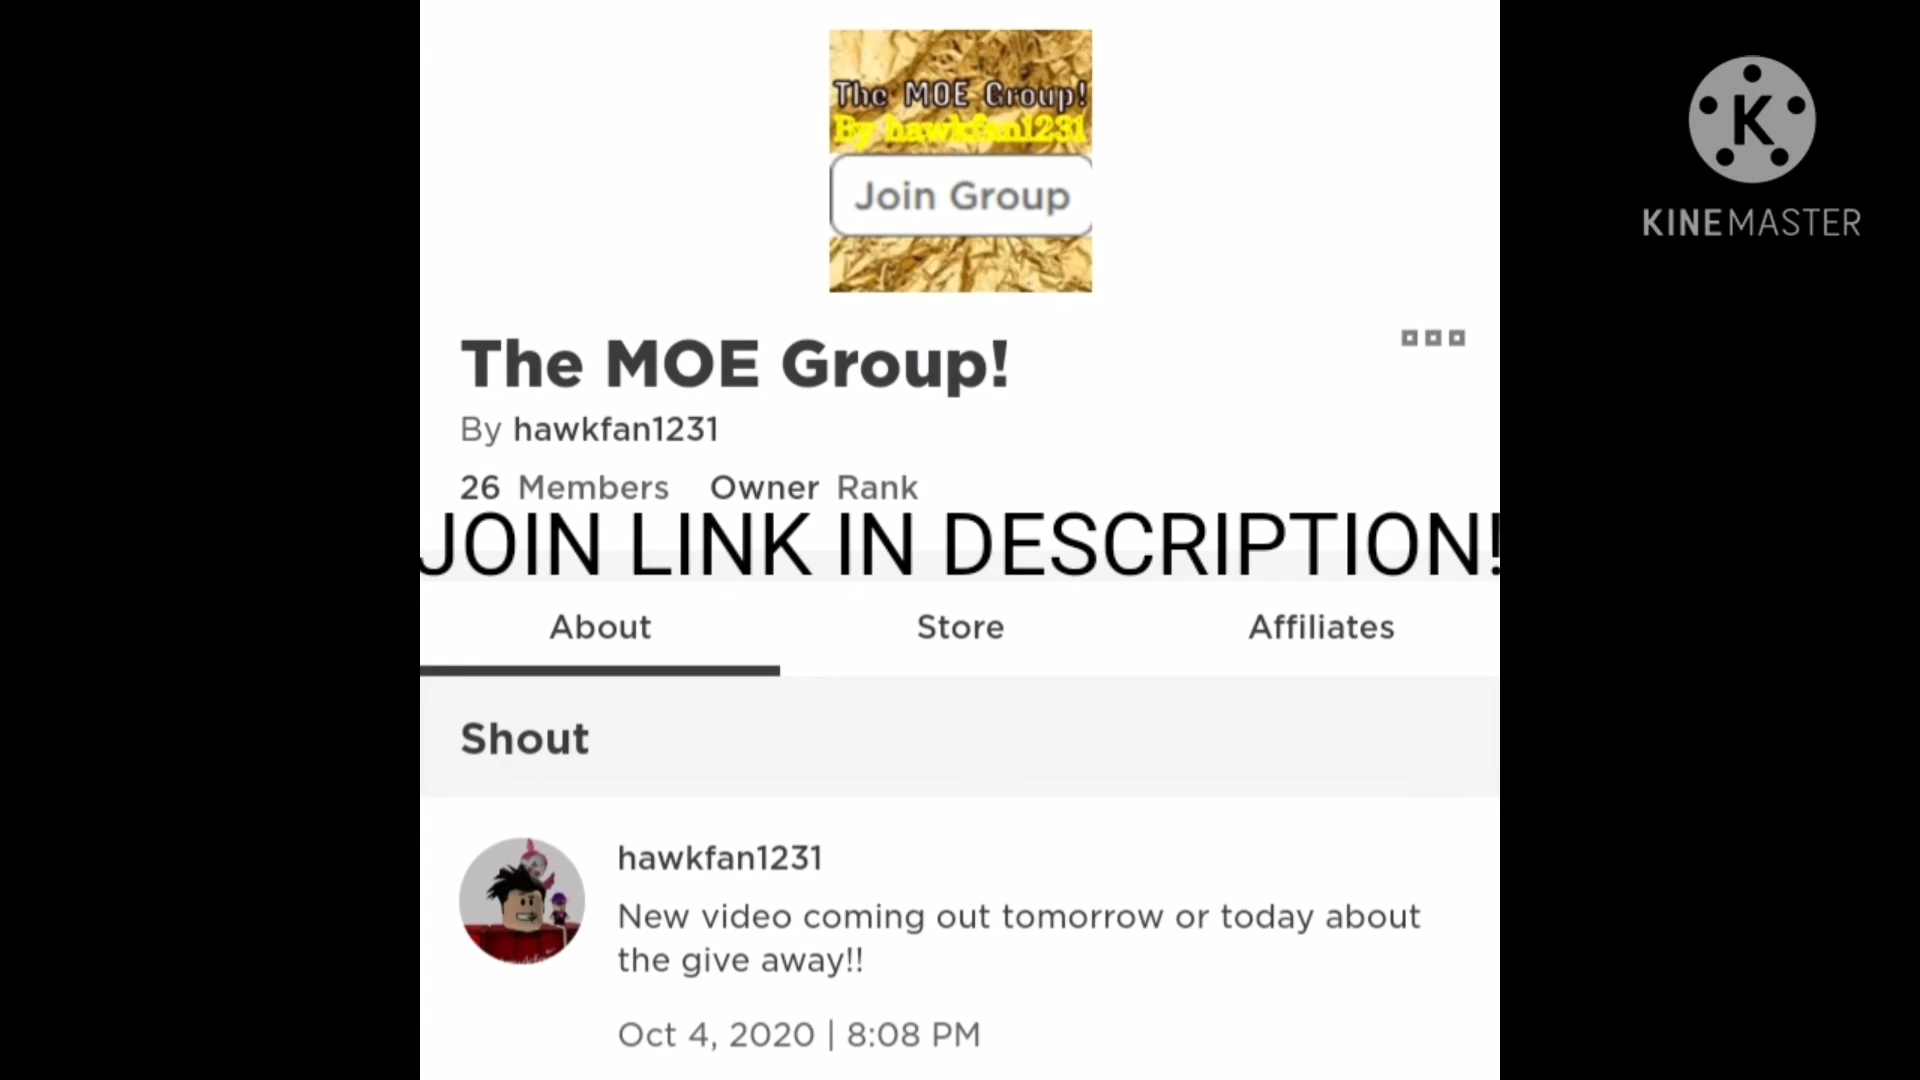 The MOE Group!
By hawkfan1231
Join Group
K
KINEMASTER
The MOE Group!
By hawkfan1231
26 Members Owner Rank
JOIN LINK IN DESCRIPTION!
About Store Affiliates
Shout
hawkfan1231
New video coming out tomorrow or today about
the give away!!
Oct 4, 2020 | 8:08 PM